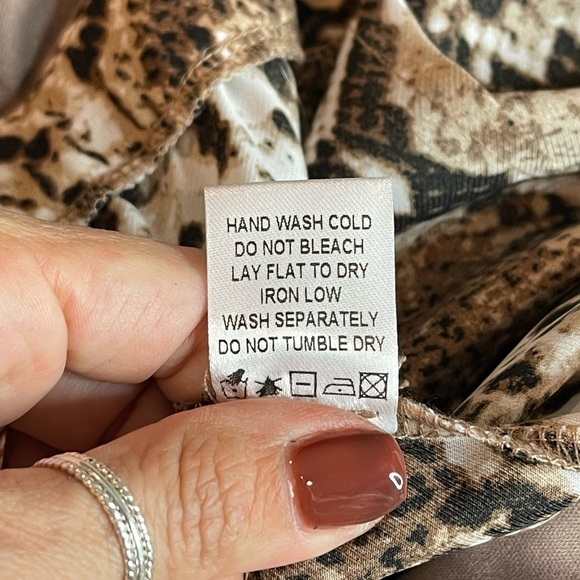 HAND WASH COLD
DO NOT BLEACH
LAY FLAT TO DRY
IRON LOW
WASH SEPARATELY
DO NOT TUMBLE DRY